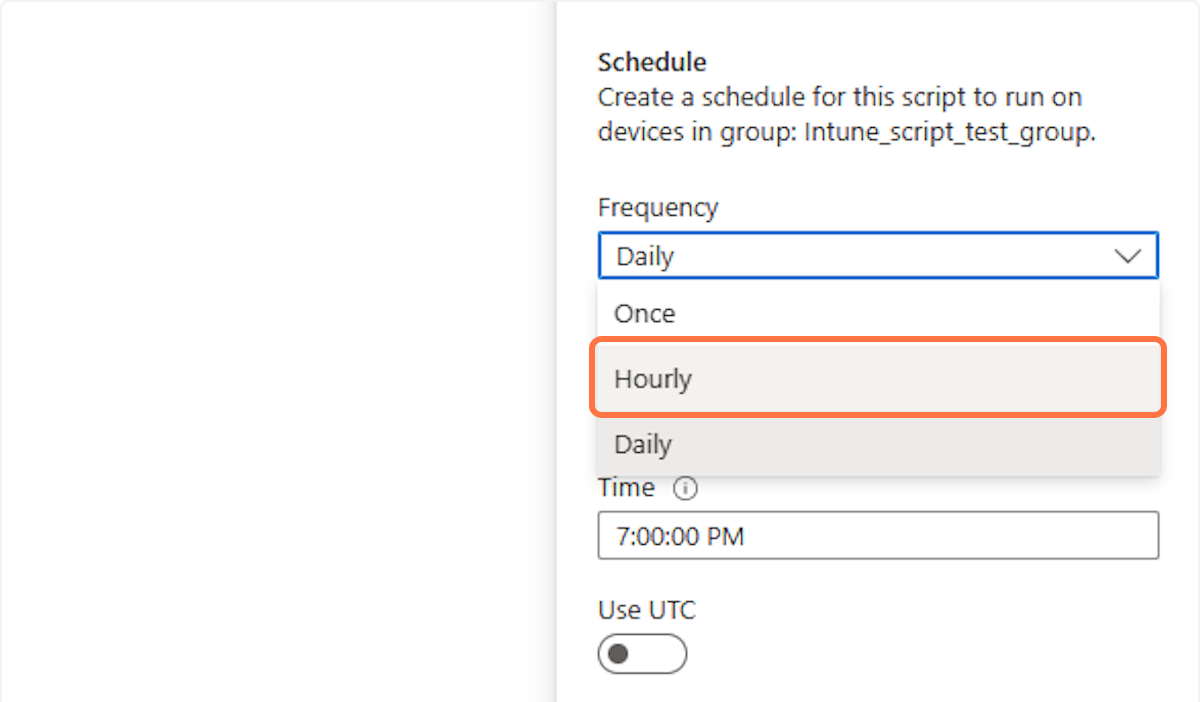 Schedule
Create a schedule for this script to run on
devices in group: Intune_script_test_group.
Frequency
Daily
Once
Hourly
Daily
Time
7:00:00 PM
Use UTC